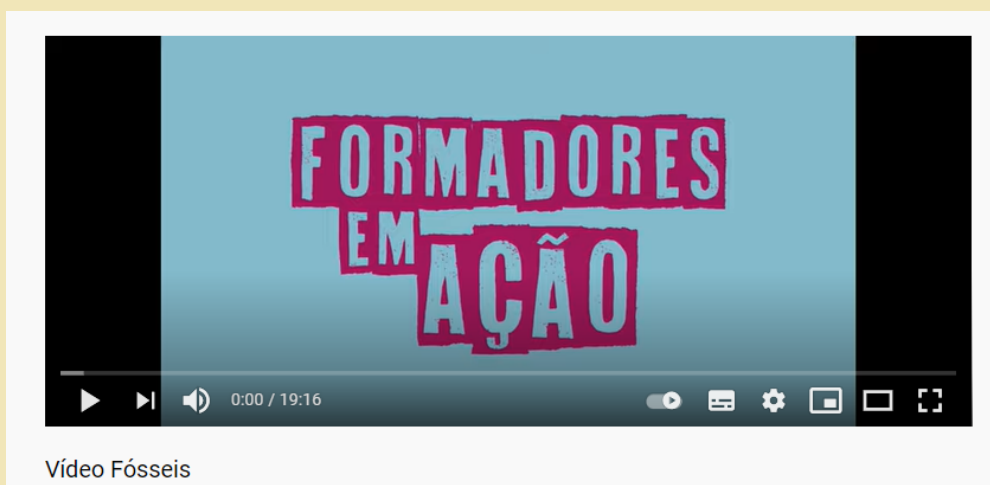 FORMADORES
EM
AÇÃO
0:00 / 19:16
Vídeo Fósseis